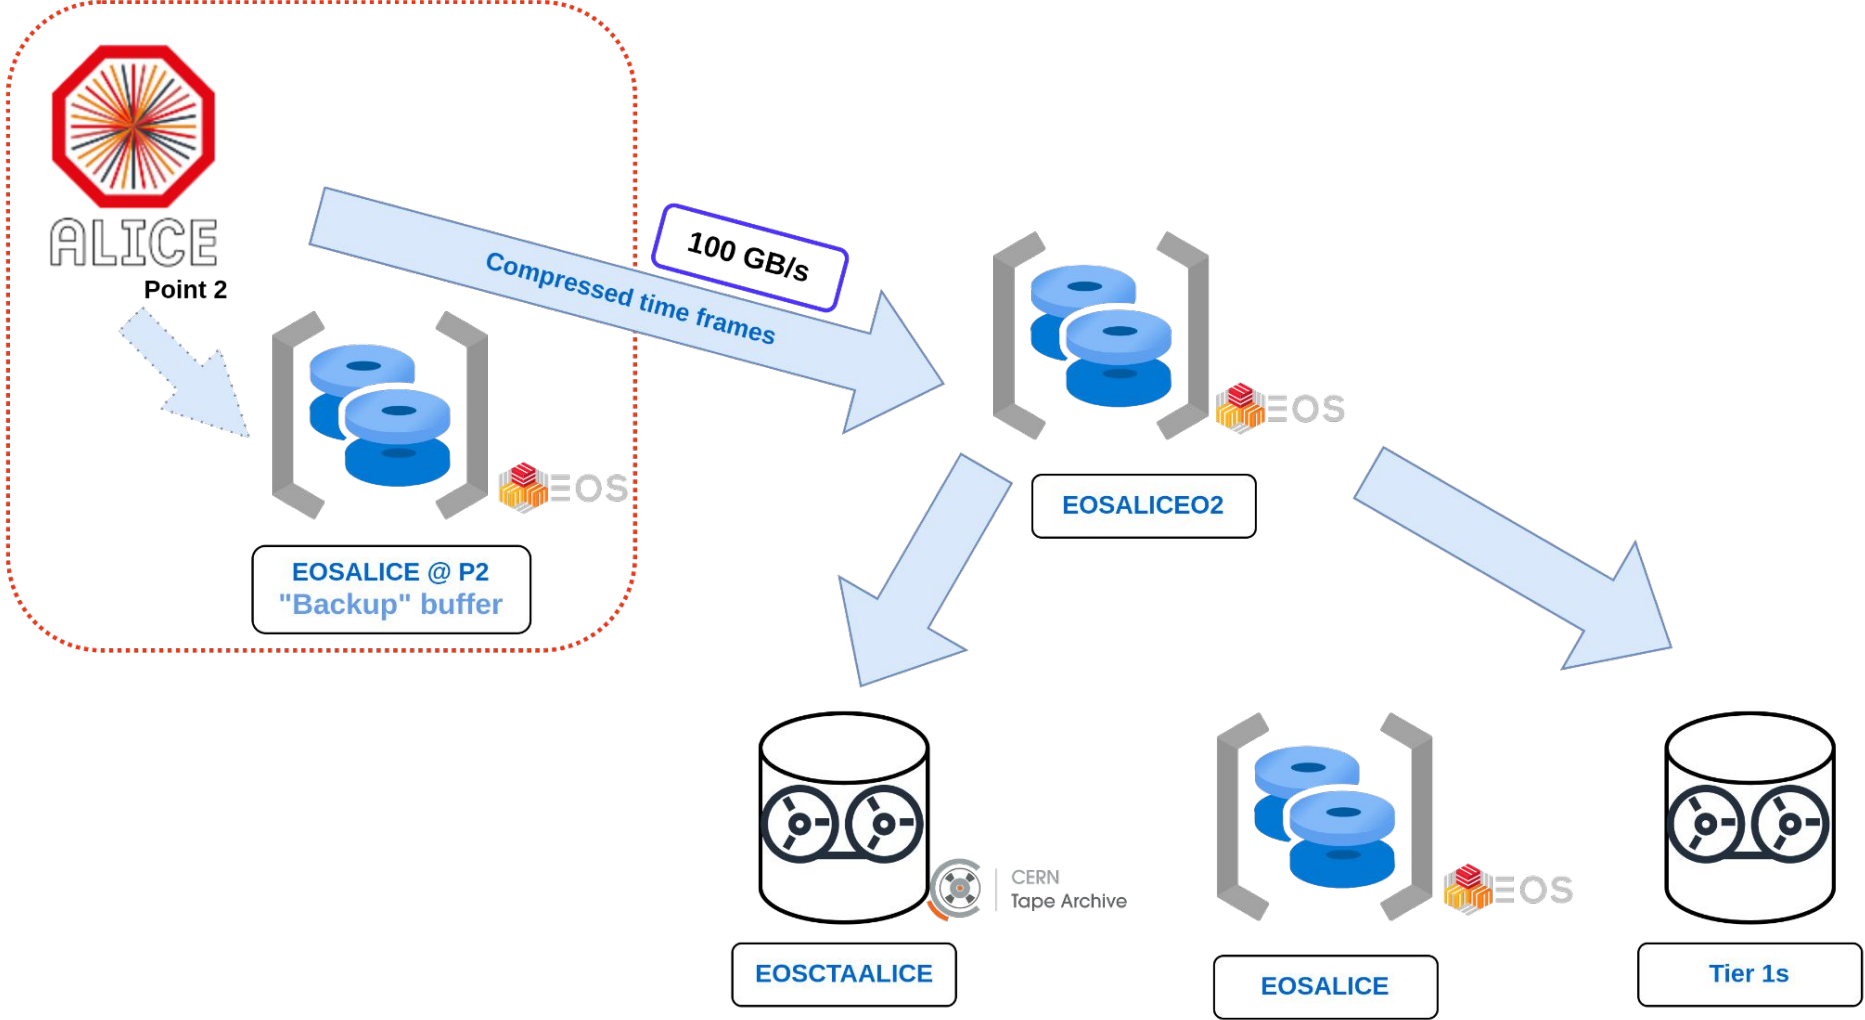 ALICE
Point 2
100 GB/s
Compressed time frames
EOS
EOSALICEO2
EOS
EOSALICE @ P2
"Backup" buffer
CERN
Tape Archive
EOS
EOSCTAALICE
EOSALICE
Tier 1s